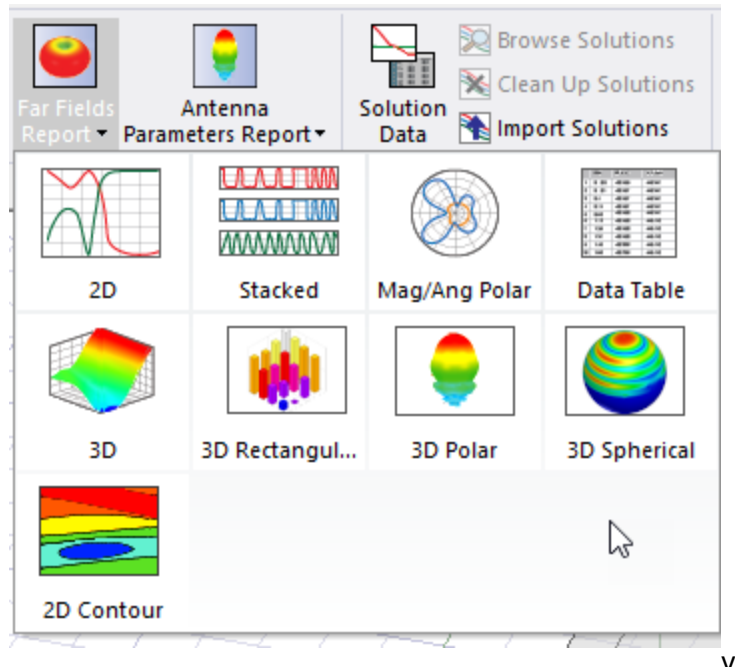 Far Fields
Report
Antenna
Parameters Report
Solution
Data
Browse Solutions
Clean Up Solutions
Import Solutions
2D
Stacked
Mag/Ang Polar
Data Table
3D
3D Rectangul...
3D Polar
3D Spherical
2D Contour